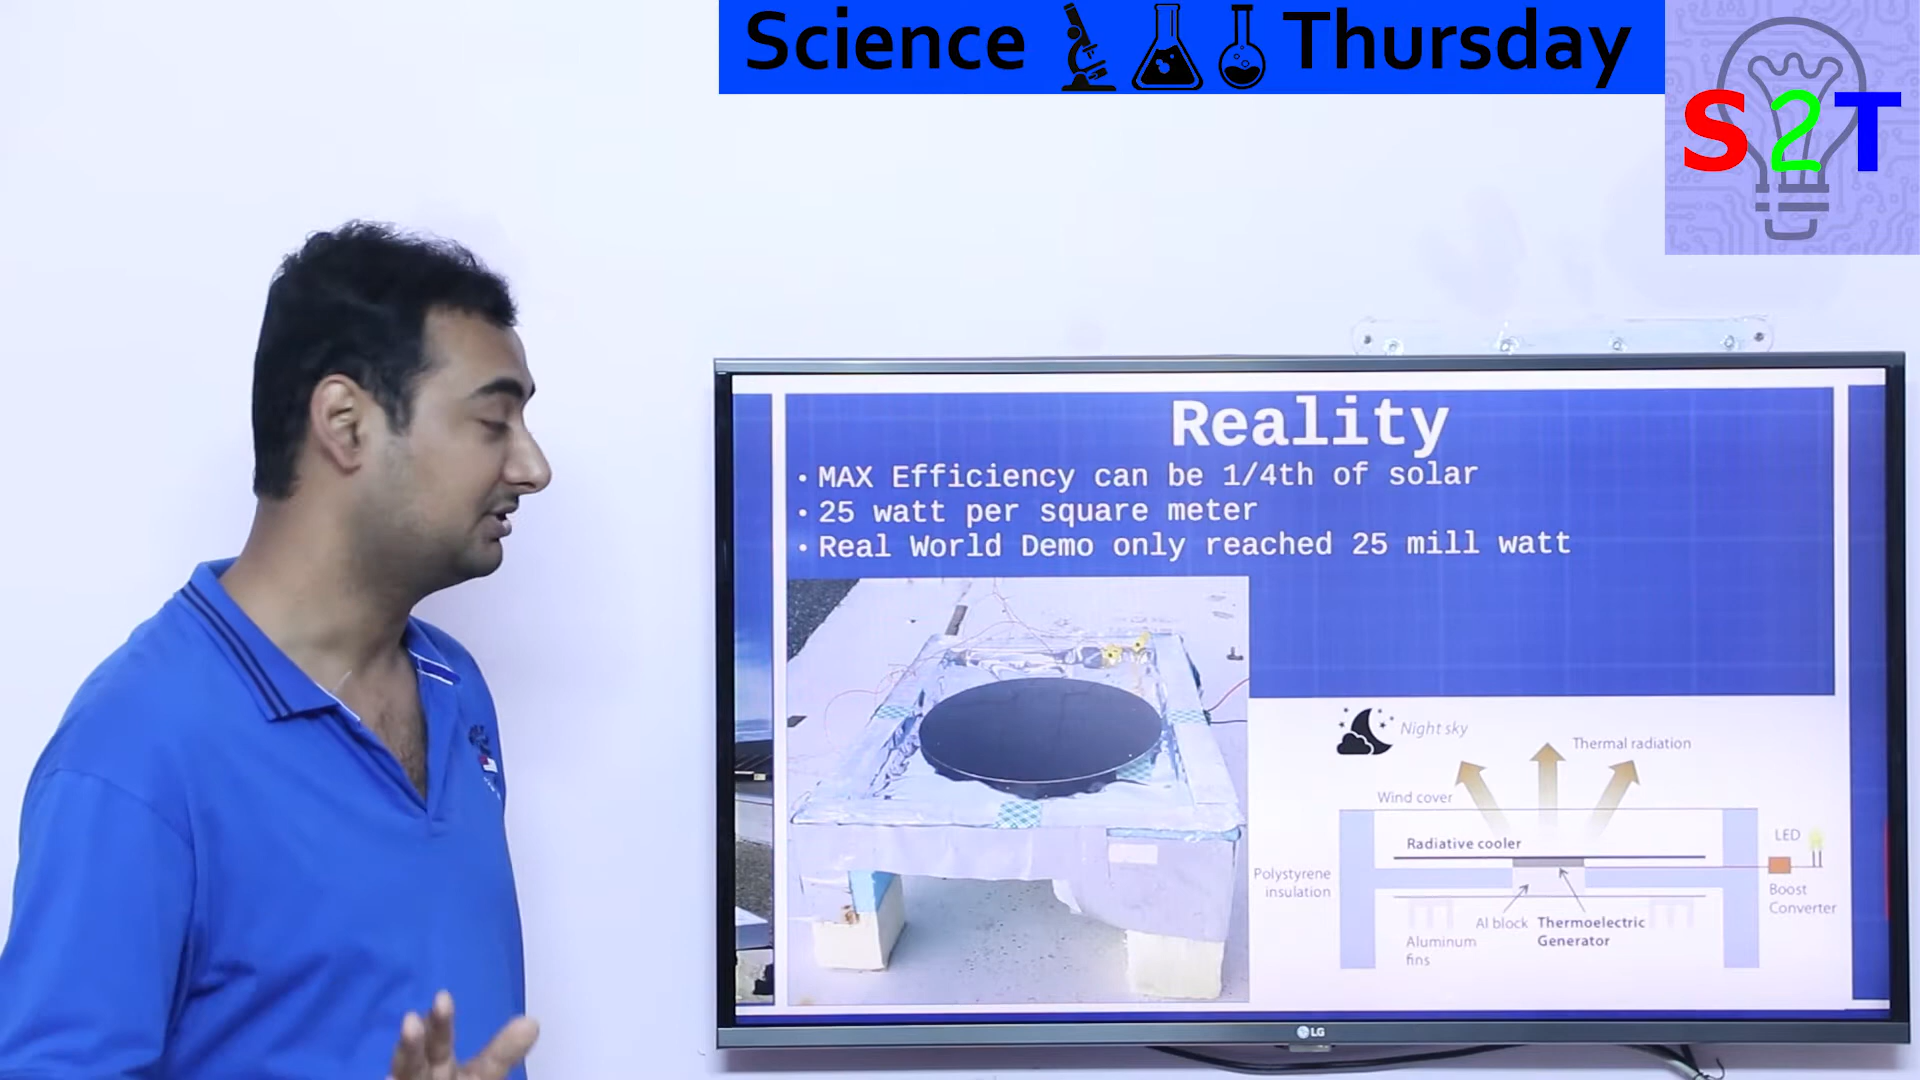 Science Thursday
S2T
Reality
• MAX Efficiency can be 1/4th of solar
• 25 watt per square meter
• Real World Demo only reached 25 mill watt
Night sky
Thermal radiation
Wind cover
Radiative cooler
LED
Polystyrene
insulation
Boost
Converter
Al block
Thermoelectric
Generator
Aluminum
fins
LG